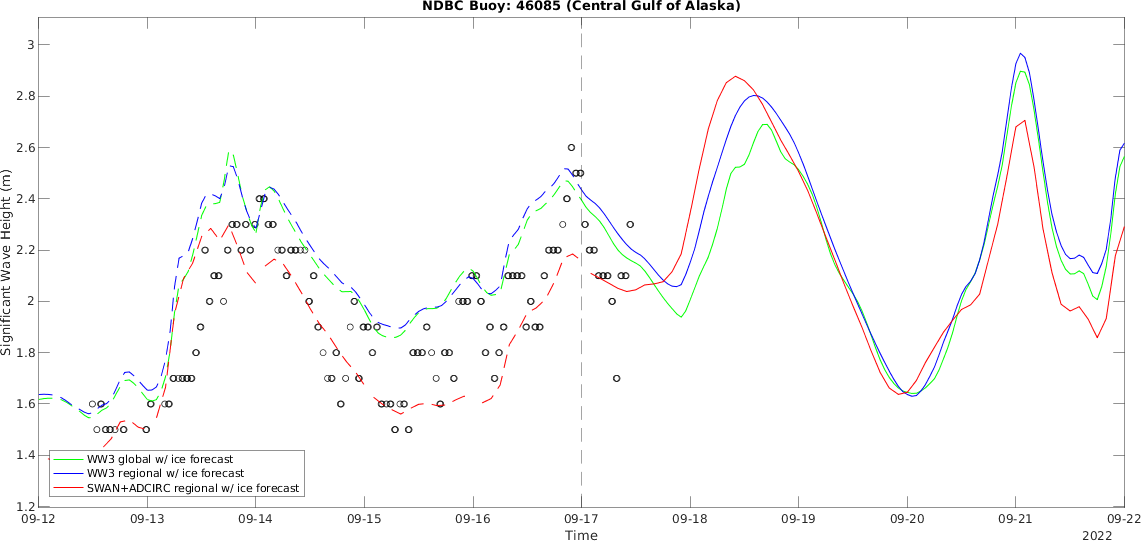 NDBC Buoy: 46085 (Central Gulf of Alaska)
Significant Wave Height (m)
3
2.8
2.6
2.4
2.2
2
1.8
1.6
1.4
1.2
WW3 global w/ ice forecast
WW3 regional w/ ice forecast
SWAN+ADCIRC regional w/ ice forecast
09-12 09-13 09-14 09-15 09-16 09-17 09-18 09-19 09-20 09-21 09-22
Time
2022